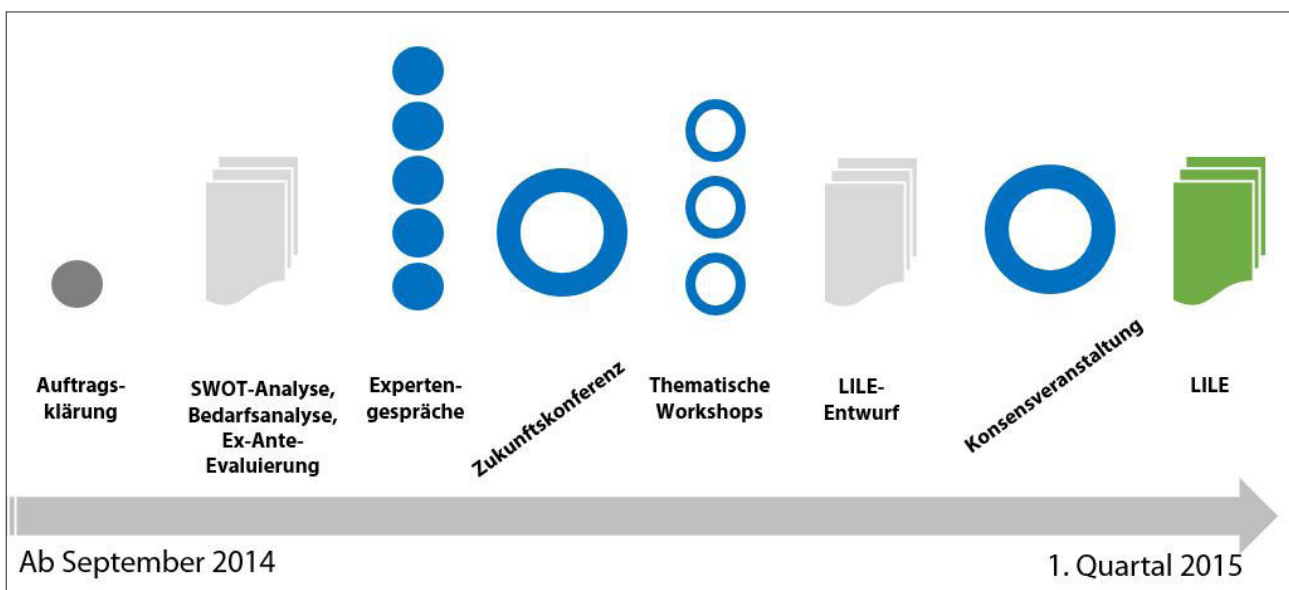 Auftrags-
klärung
SWOT-Analyse,
Bedarfsanalyse,
Ex-Ante-
Evaluierung
Experten-
gespräche
Zukunftskonferenz
Thematische
Workshops
LILE-
Entwurf
Konsensveranstaltung
LILE
Ab September 2014
1. Quartal 2015